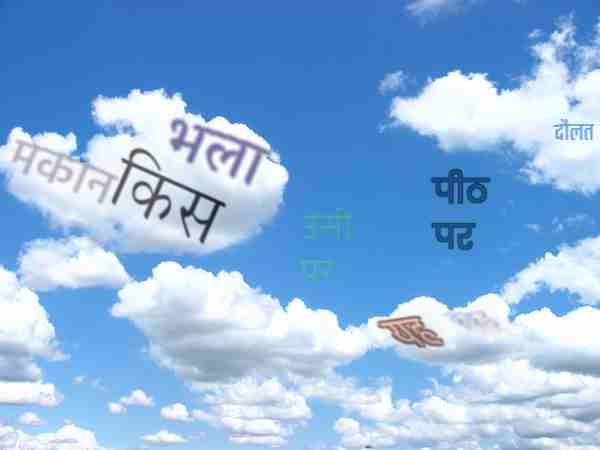 भला
मकान किस
दौलत
पीठ
पर
उसी
पर